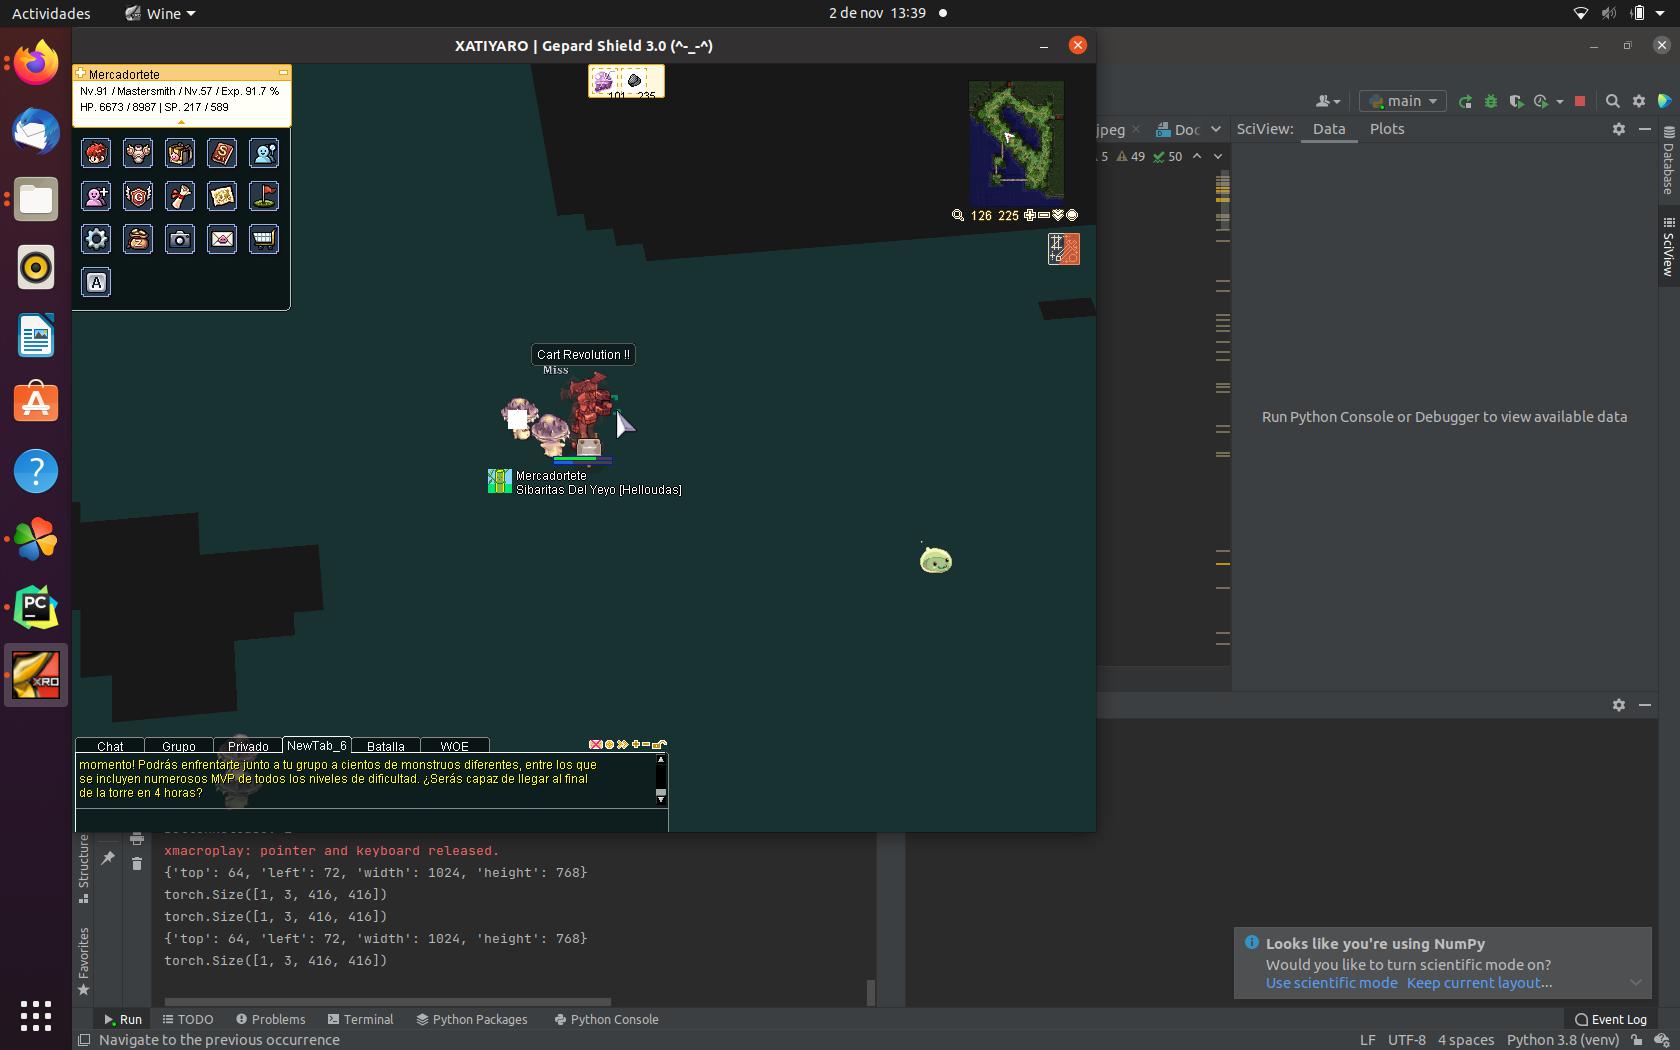 Actividades
Wine
2 de nov 13:39
XATIYARO | Gepard Shield 3.0 (^-_-^)
Mercadortete
Nv.91 / Mastersmith / Nv.57 / Exp. 91.7 %
HP. 6673 / 8987 | SP. 217 / 589
101 235
126 225
Cart Revolution !!
Miss
Mercadortete
Sibaritas Del Yeyo [Helloudas]
Chat
Grupo
Privado
NewTab_6
Batalla
WOE
momento! Podrás enfrentarte junto a tu grupo a cientos de monstruos diferentes, entre los que
se incluyen numerosos MVP de todos los niveles de dificultad. ¿Serás capaz de llegar al final
de la torre en 4 horas?
main
jpeg
Doc
SciView:
Data
Plots
5 49 50
Database
SciView
Run Python Console or Debugger to view available data
xmacroplay: pointer and keyboard released.
{'top': 64, 'left': 72, 'width': 1024, 'height': 768}
torch.Size([1, 3, 416, 416])
torch.Size([1, 3, 416, 416])
{'top': 64, 'left': 72, 'width': 1024, 'height': 768}
torch.Size([1, 3, 416, 416])
Structure
Favorites
Looks like you're using NumPy
Would you like to turn scientific mode on?
Use scientific mode Keep current layout...
Run
TODO
Problems
Terminal
Python Packages
Python Console
Event Log
Navigate to the previous occurrence
LF UTF-8 4 spaces Python 3.8 (venv)
PC
XRO